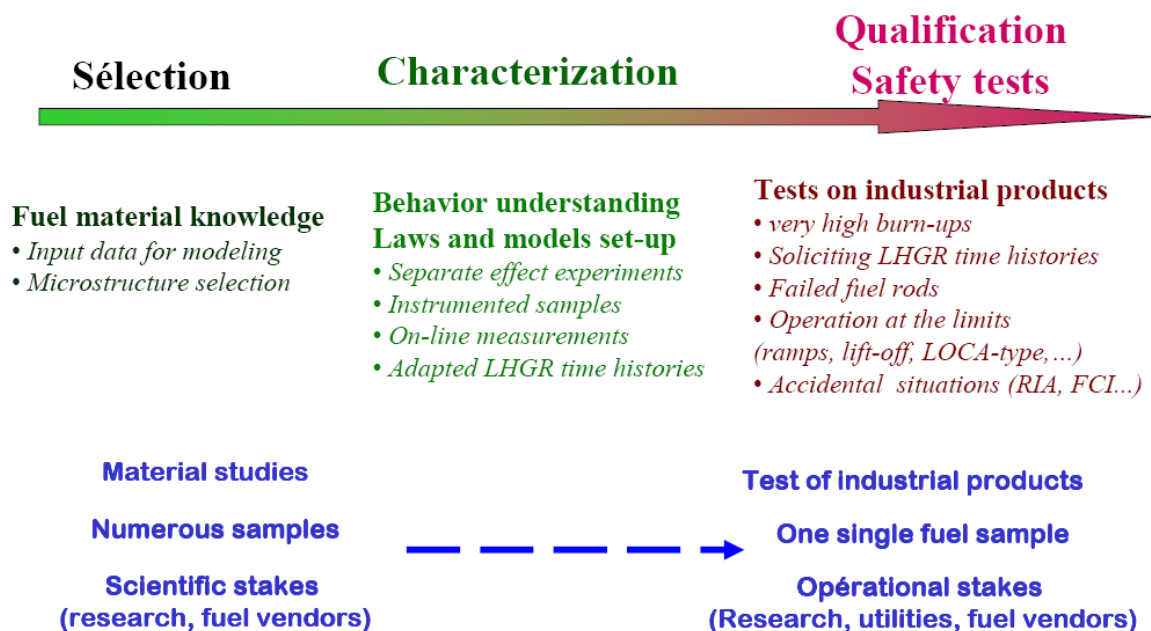 Sélection
Characterization
Qualification
Safety tests
Fuel material knowledge
• Input data for modeling
• Microstructure selection
Behavior understanding
Laws and models set-up
• Separate effect experiments
• Instrumented samples
• On-line measurements
• Adapted LHGR time histories
Tests on industrial products
• very high burn-ups
• Soliciting LHGR time histories
• Failed fuel rods
• Operation at the limits
(ramps, lift-off, LOCA-type,…)
• Accidental situations (RIA, FCI...)
Material studies
Numerous samples
Scientific stakes
(research, fuel vendors)
Test of industrial products
One single fuel sample
Opérational stakes
(Research, utilities, fuel vendors)